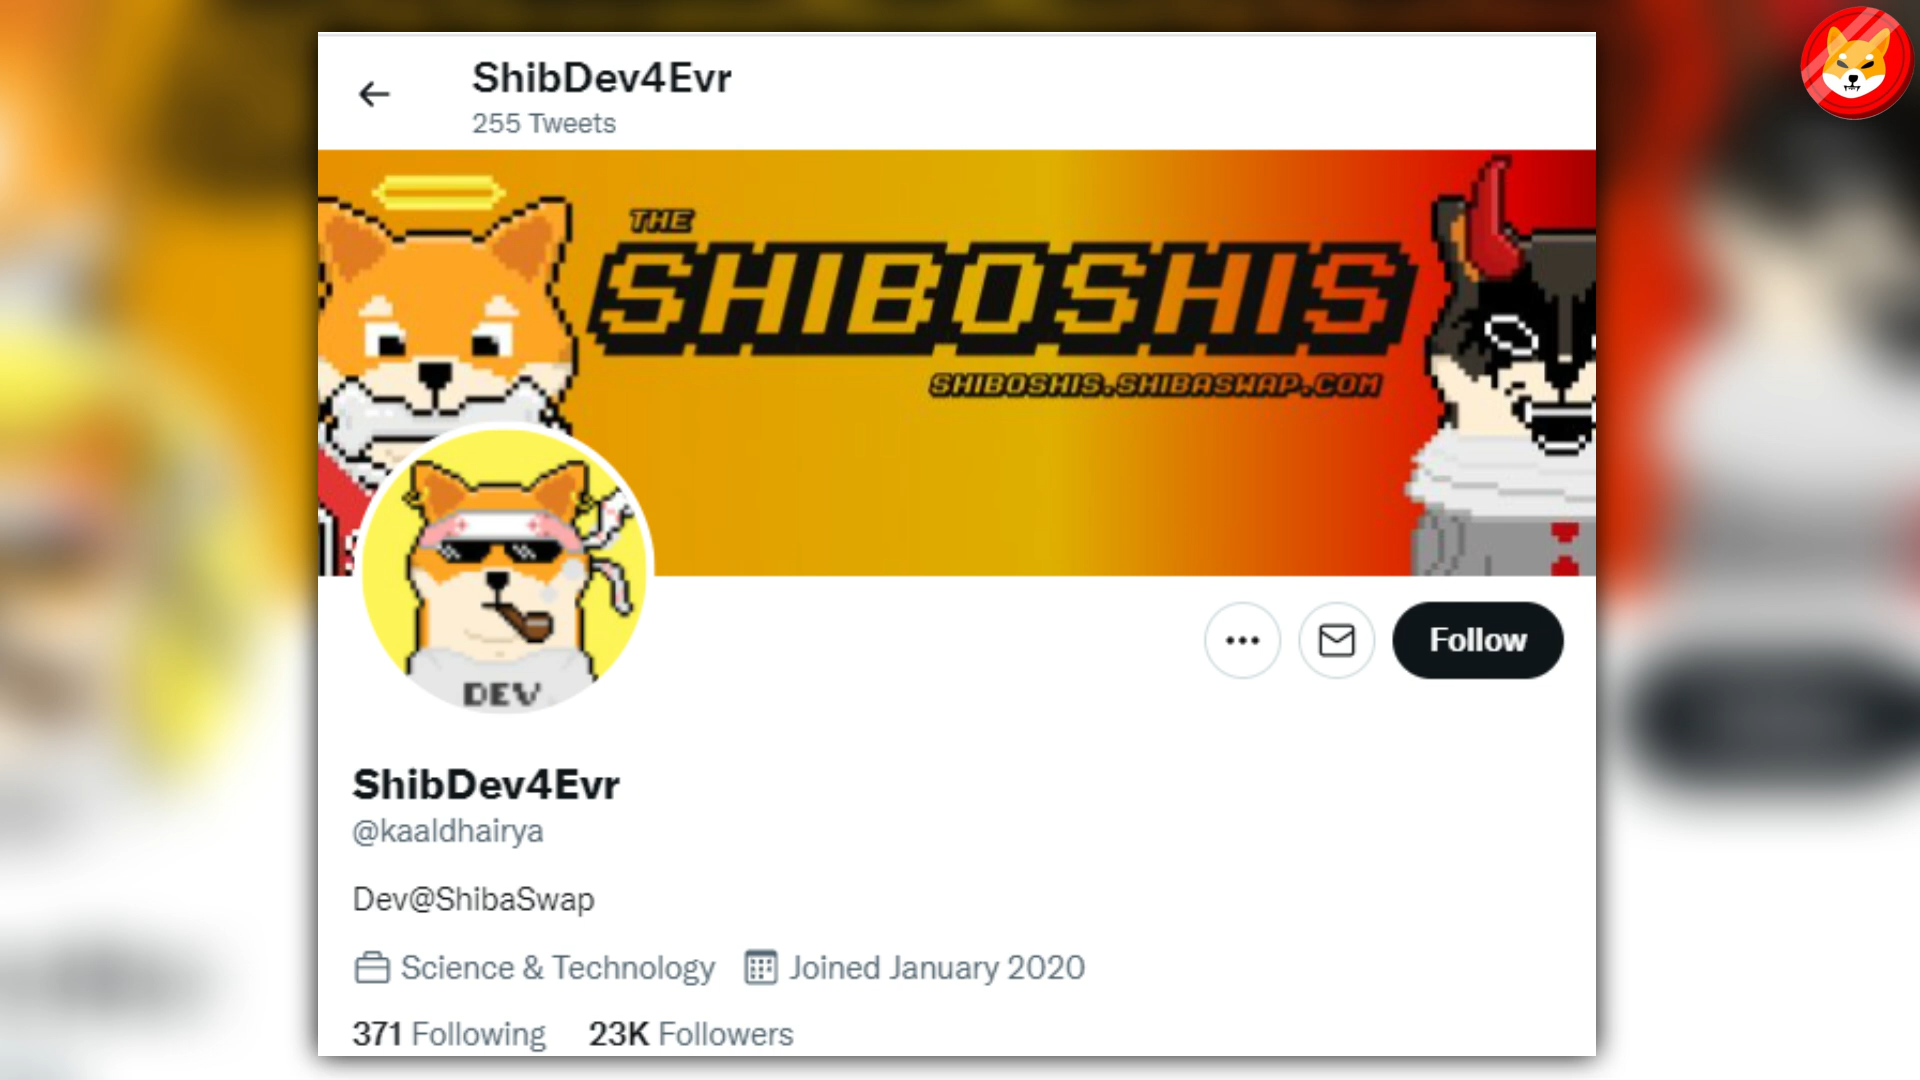 ShibDev4Evr
255 Tweets
THE
SHIBOSHIS
SHIBOSHIS.SHIBASWAP.COM
DEV
Follow
ShibDev4Evr
@kaaldhairya
Dev@ShibaSwap
Science & Technology Joined January 2020
371 Following 23K Followers